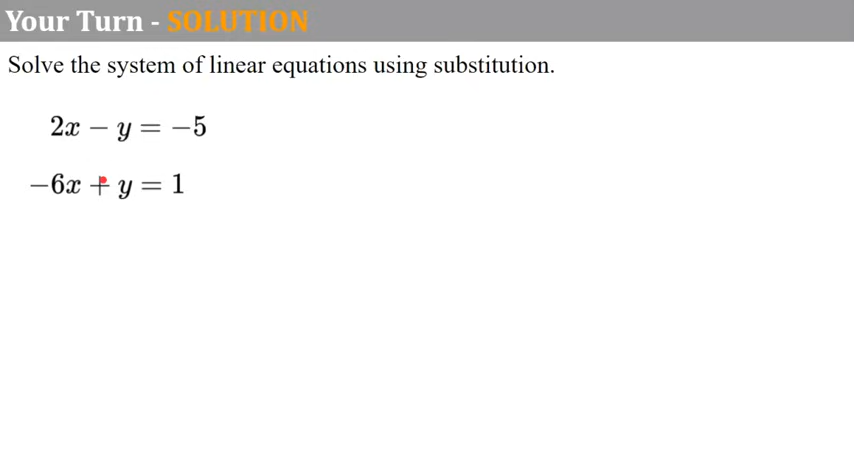 Your Turn - SOLUTION
Solve the system of linear equations using substitution.
2x − y = −5
−6x + y = 1